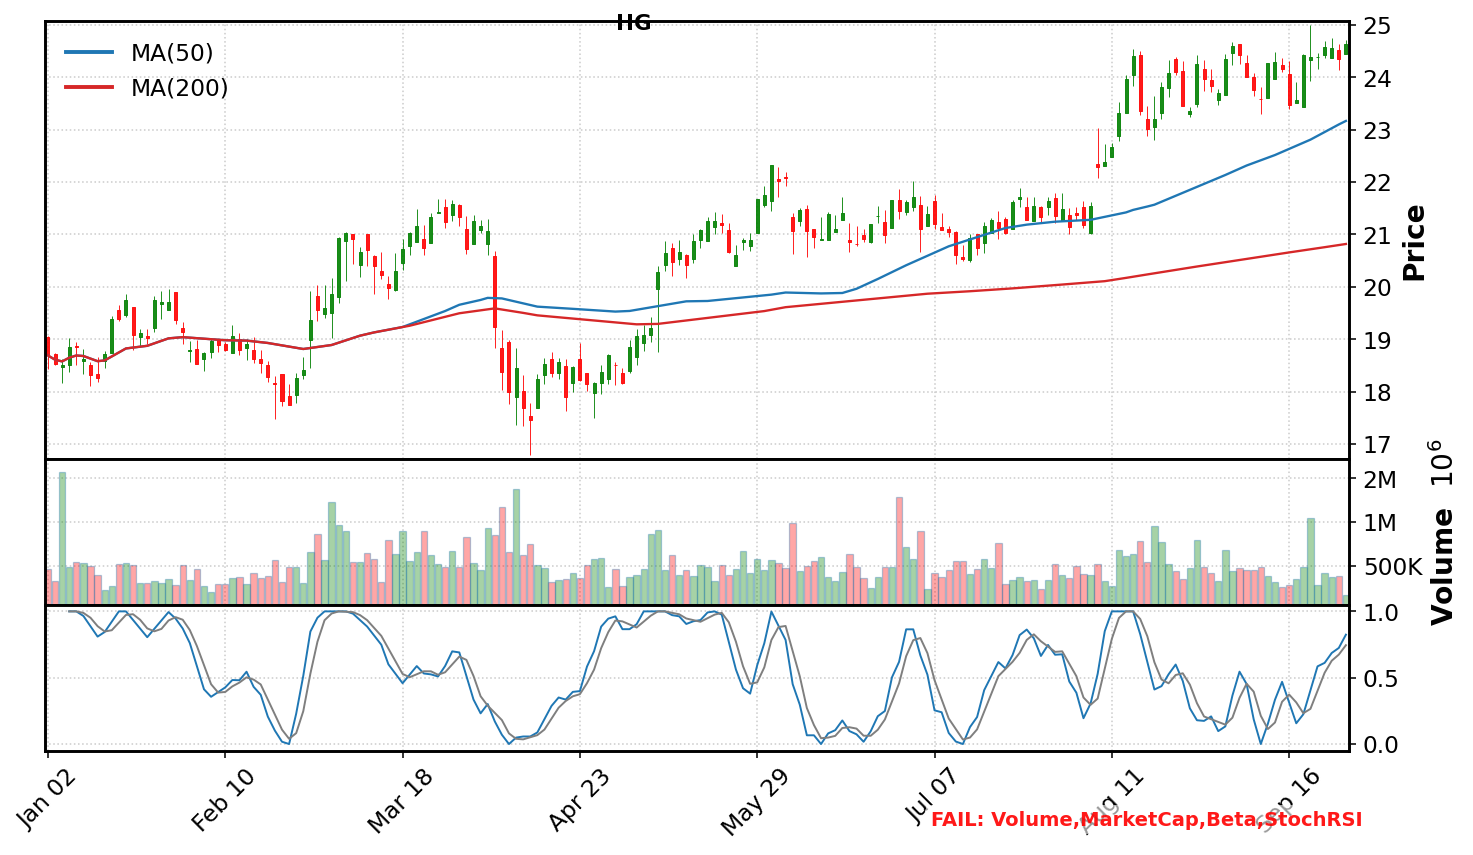 HG
MA(50)
MA(200)
25
24
23
22
21
20
19
18
17
Price
2M
1M
500K
Volume 10^6
1.0
0.5
0.0
Jan 02
Feb 10
Mar 18
Apr 23
May 29
Jul 07
Aug 11
Sep 16
FAIL: Volume,MarketCap,Beta,StochRSI